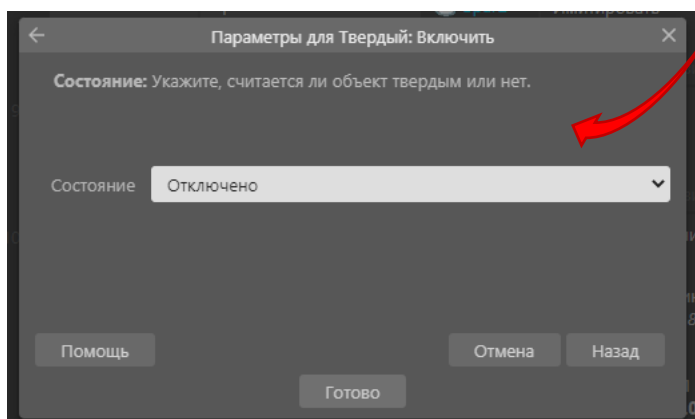 Параметры для Твердый: Включить
Состояние: Укажите, считается ли объект твердым или нет.
Состояние Отключено
Помощь Отмена Назад
Готово